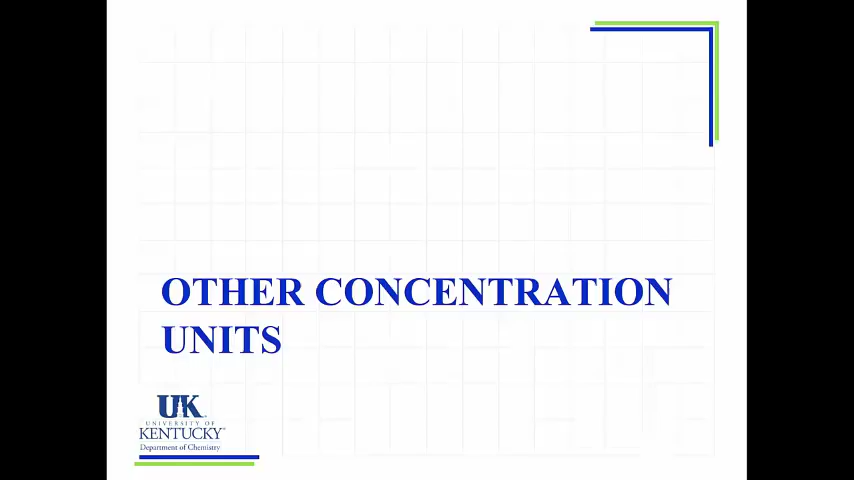 OTHER CONCENTRATION
UNITS
UK
UNIVERSITY OF
KENTUCKY
Department of Chemistry